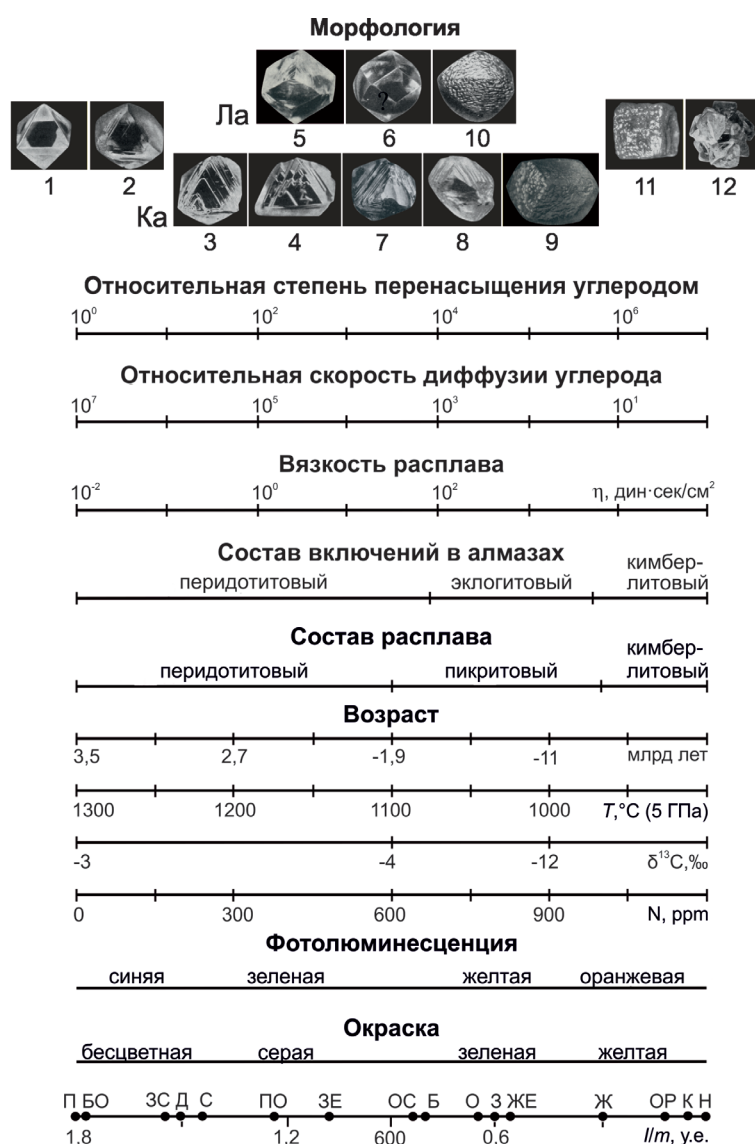 Морфология
Ла
5 6 10
1 2
11 12
Ка
3 4 7 8 9
?
Относительная степень перенасыщения углеродом
10⁰ 10² 10⁴ 10⁶
Относительная скорость диффузии углерода
10⁷ 10⁵ 10³ 10¹
Вязкость расплава
10⁻² 10⁰ 10² η, дин·сек/см²
Состав включений в алмазах
перидотитовый эклогитовый кимбер-
литовый
Состав расплава
перидотитовый пикритовый кимбер-
литовый
Возраст
3,5 2,7 -1,9 -11 млрд лет
1300 1200 1100 1000 T,°C (5 ГПа)
-3 -4 -12 δ¹³C,‰
0 300 600 900 N, ppm
Фотолюминесценция
синяя зеленая желтая оранжевая
Окраска
бесцветная серая зеленая желтая
П БО ЗС Д С ПО ЗЕ ОС Б О З ЖЕ Ж ОР К Н
1.8 1.2 600 0.6 l/m, у.е.